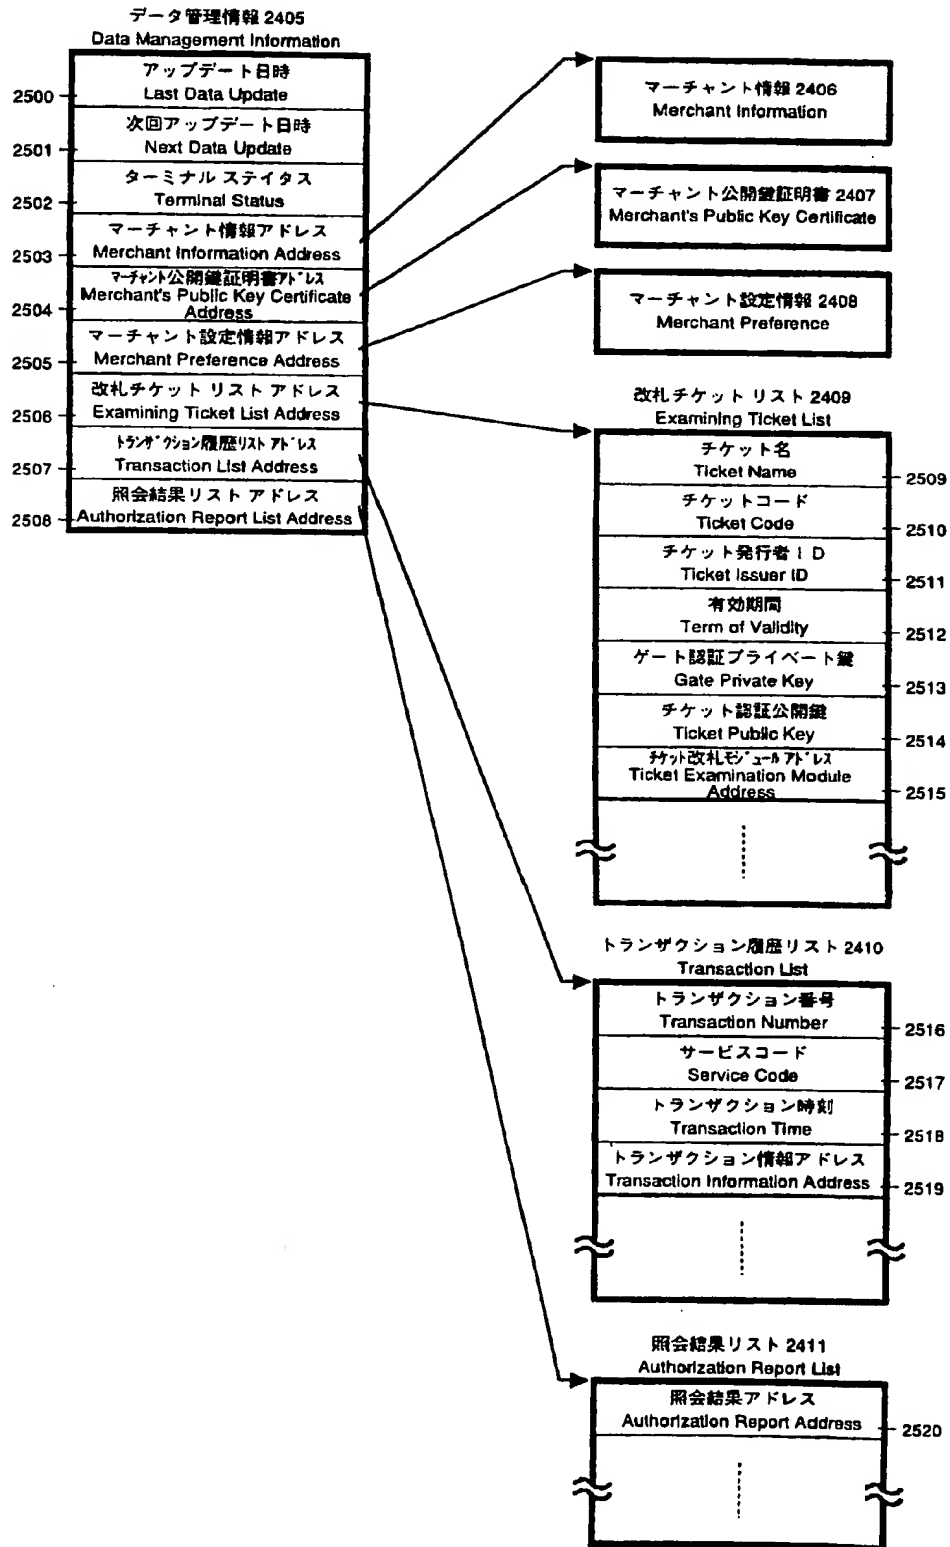 データ管理情報 2405
Data Management Information
アップデート日時
Last Data Update
2500
次回アップデート日時
Next Data Update
2501
ターミナル ステイタス
Terminal Status
2502
マーチャント情報アドレス
Merchant Information Address
2503
マーチャント公開鍵証明書アドレス
Merchant's Public Key Certificate
Address
2504
マーチャント設定情報アドレス
Merchant Preference Address
2505
改札チケット リスト アドレス
Examining Ticket List Address
2506
トランザクション履歴リスト アドレス
Transaction List Address
2507
照会結果リスト アドレス
Authorization Report List Address
2508
マーチャント情報 2406
Merchant Information
マーチャント公開鍵証明書 2407
Merchant's Public Key Certificate
マーチャント設定情報 2408
Merchant Preference
改札チケット リスト 2409
Examining Ticket List
チケット名
Ticket Name
2509
チケットコード
Ticket Code
2510
チケット発行者ID
Ticket Issuer ID
2511
有効期間
Term of Validity
2512
ゲート認証プライベート鍵
Gate Private Key
2513
チケット認証公開鍵
Ticket Public Key
2514
チケット改札モジュール アドレス
Ticket Examination Module
Address
2515
トランザクション履歴リスト 2410
Transaction List
トランザクション番号
Transaction Number
2516
サービスコード
Service Code
2517
トランザクション時刻
Transaction Time
2518
トランザクション情報アドレス
Transaction Information Address
2519
照会結果リスト 2411
Authorization Report List
照会結果アドレス
Authorization Report Address
2520